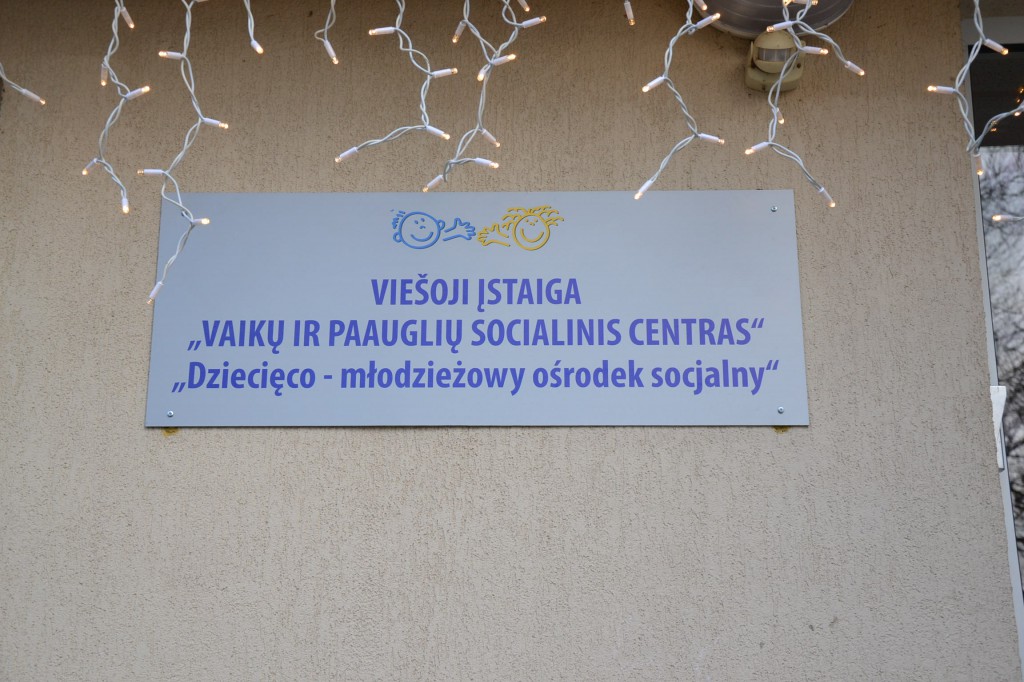 VIEŠOJI ĮSTAIGA
„VAIKŲ IR PAAUGLIŲ SOCIALINIS CENTRAS“
„Dziecięco - młodzieżowy ośrodek socjalny“